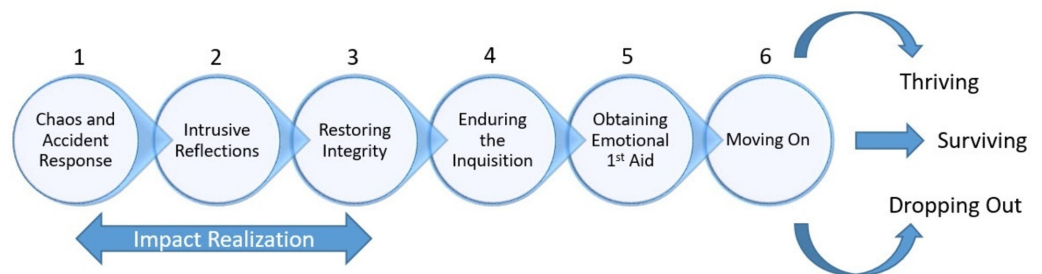 1
2
3
4
5
6
Chaos and
Accident
Response
Intrusive
Reflections
Restoring
Integrity
Enduring
the
Inquisition
Obtaining
Emotional
1st Aid
Moving On
Thriving
Surviving
Dropping Out
Impact Realization